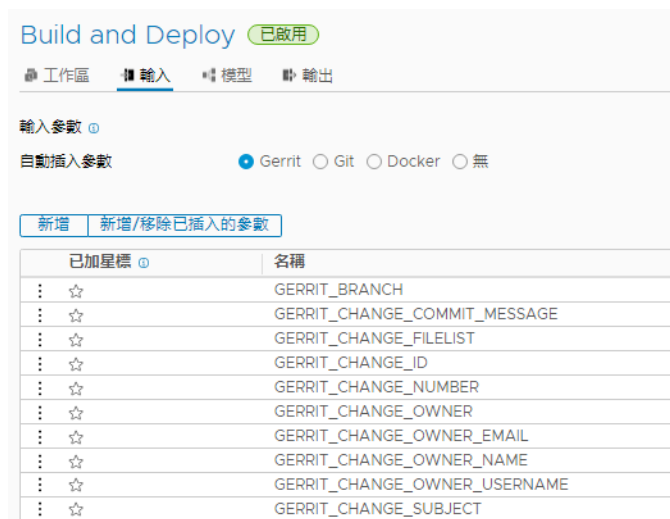 Build and Deploy 已啟用
工作區 輸入 模型 輸出
輸入參數
自動插入參數 Gerrit Git Docker 無
新增 新增/移除已插入的參數
已加星標 名稱
GERRIT_BRANCH
GERRIT_CHANGE_COMMIT_MESSAGE
GERRIT_CHANGE_FILELIST
GERRIT_CHANGE_ID
GERRIT_CHANGE_NUMBER
GERRIT_CHANGE_OWNER
GERRIT_CHANGE_OWNER_EMAIL
GERRIT_CHANGE_OWNER_NAME
GERRIT_CHANGE_OWNER_USERNAME
GERRIT_CHANGE_SUBJECT